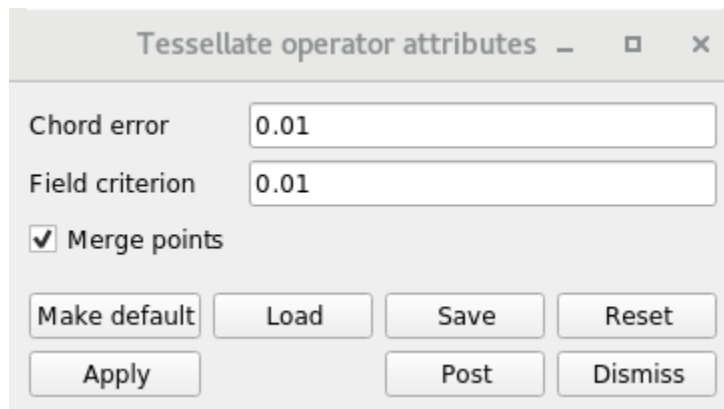 Tessellate operator attributes
Chord error 0.01
Field criterion 0.01
Merge points
Make default Load Save Reset
Apply Post Dismiss